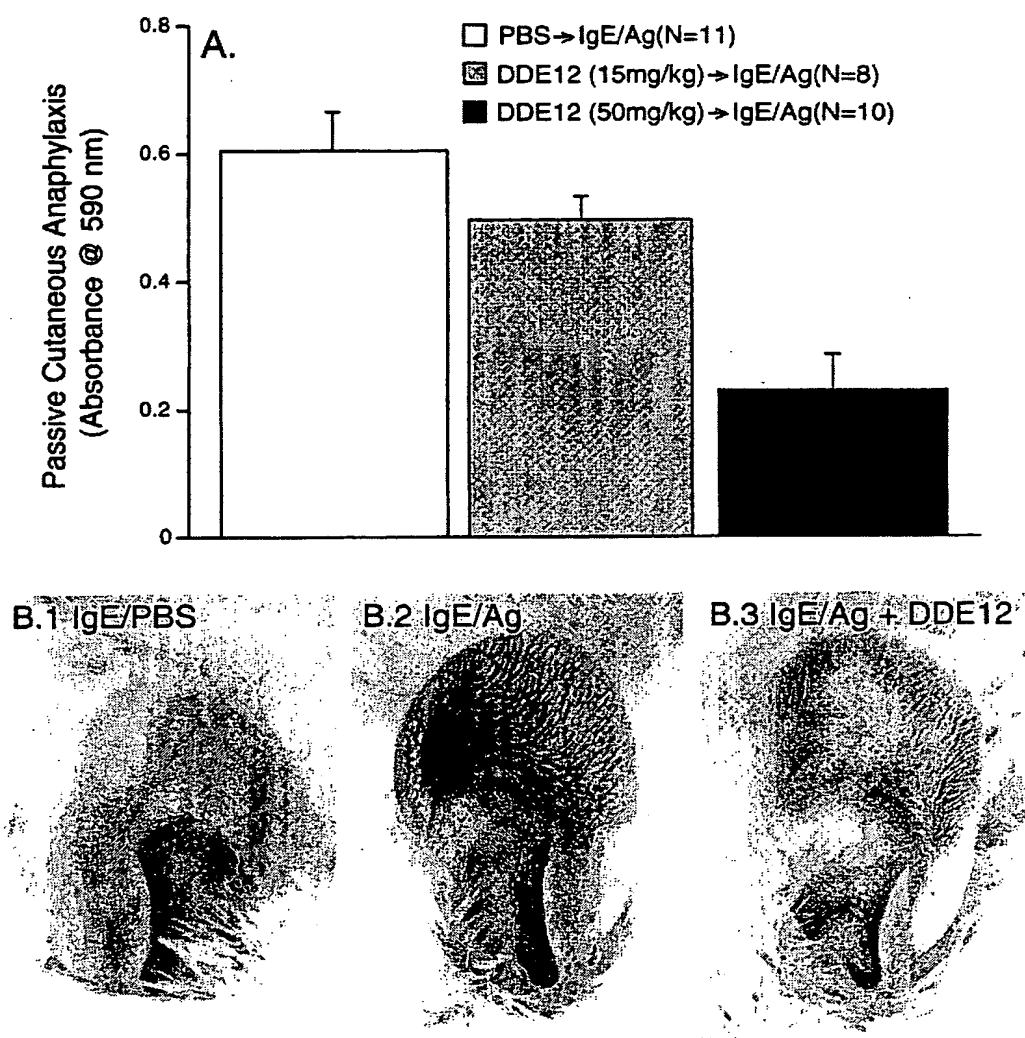 A.
PBS→IgE/Ag(N=11)
DDE12 (15mg/kg)→IgE/Ag(N=8)
DDE12 (50mg/kg)→IgE/Ag(N=10)
Passive Cutaneous Anaphylaxis
(Absorbance @ 590 nm)
0.8
0.6
0.4
0.2
0
B.1 IgE/PBS
B.2 IgE/Ag
B.3 IgE/Ag + DDE12